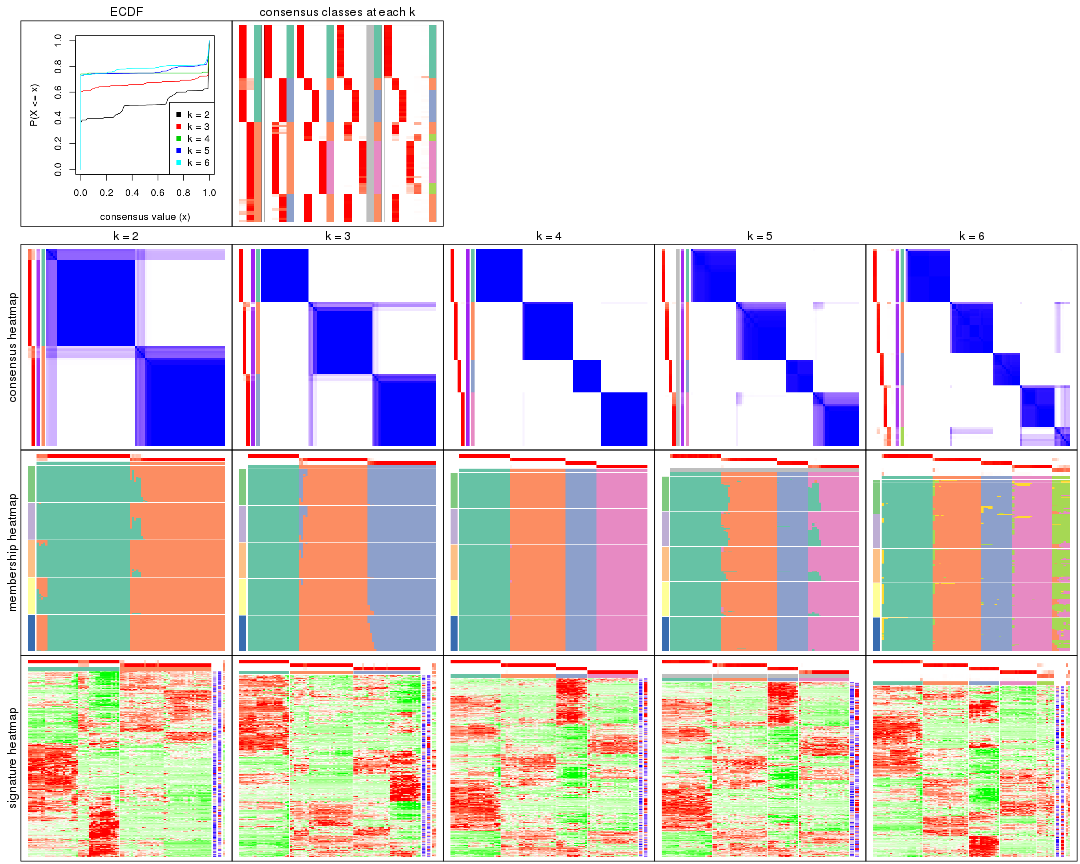 ECDF
consensus classes at each k
P(X <= x)
0.0 0.2 0.4 0.6 0.8 1.0
k = 2
k = 3
k = 4
k = 5
k = 6
0.0 0.2 0.4 0.6 0.8 1.0
consensus value (x)
k = 2
k = 3
k = 4
k = 5
k = 6
consensus heatmap
membership heatmap
signature heatmap